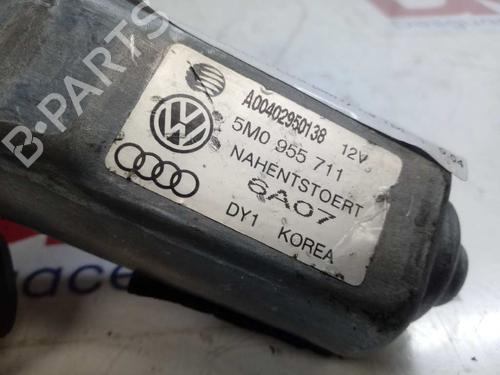 B-PARTS
A00402950138 12V
5M0 955 711
NAHENTSTOERT
6A07
DY1 KOREA